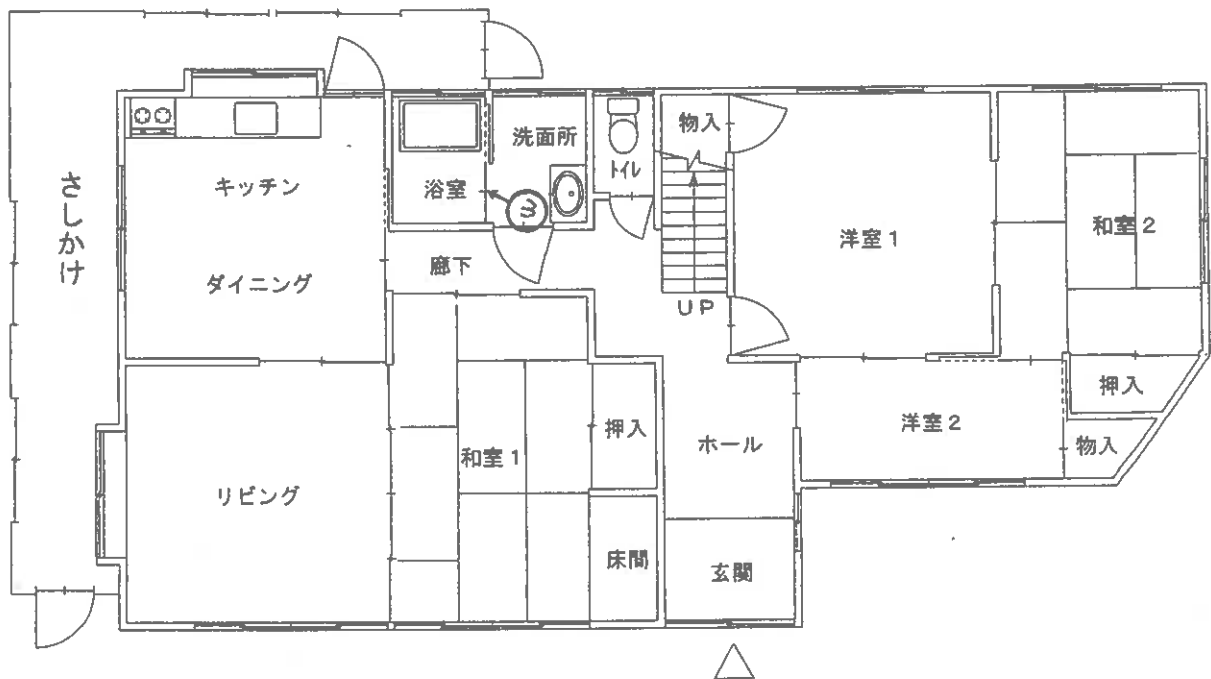 物入
洗面所
トイレ
さしかけ
キッチン
浴室
和室2
洋室1
廊下
ダイニング
UP
押入
洋室2
押入
ホール
物入
和室1
リビング
床間
玄関